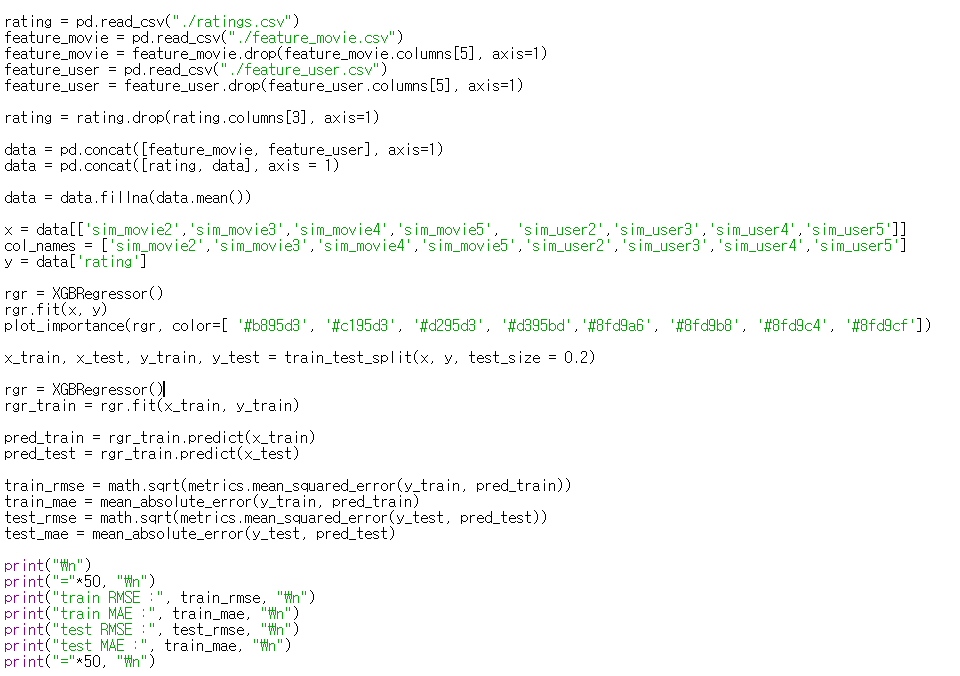 rating = pd.read_csv("./ratings.csv")
feature_movie = pd.read_csv("./feature_movie.csv")
feature_movie = feature_movie.drop(feature_movie.columns[5], axis=1)
feature_user = pd.read_csv("./feature_user.csv")
feature_user = feature_user.drop(feature_user.columns[5], axis=1)
rating = rating.drop(rating.columns[3], axis=1)
data = pd.concat([feature_movie, feature_user], axis=1)
data = pd.concat([rating, data], axis = 1)
data = data.fillna(data.mean())
x = data[['sim_movie2','sim_movie3','sim_movie4','sim_movie5',  'sim_user2','sim_user3','sim_user4','sim_user5']]
col_names = ['sim_movie2','sim_movie3','sim_movie4','sim_movie5','sim_user2','sim_user3','sim_user4','sim_user5']
y = data['rating']
rgr = XGBRegressor()
rgr.fit(x, y)
plot_importance(rgr, color=[ '#b895d3', '#c195d3', '#d295d3', '#d395bd','#8fd9a6', '#8fd9b8', '#8fd9c4', '#8fd9cf'])
x_train, x_test, y_train, y_test = train_test_split(x, y, test_size = 0.2)
rgr = XGBRegressor()
rgr_train = rgr.fit(x_train, y_train)
pred_train = rgr_train.predict(x_train)
pred_test = rgr_train.predict(x_test)
train_rmse = math.sqrt(metrics.mean_squared_error(y_train, pred_train))
train_mae = mean_absolute_error(y_train, pred_train)
test_rmse = math.sqrt(metrics.mean_squared_error(y_test, pred_test))
test_mae = mean_absolute_error(y_test, pred_test)
print("₩n")
print("="*50, "₩n")
print("train RMSE :", train_rmse, "₩n")
print("train MAE :", train_mae, "₩n")
print("test RMSE :", test_rmse, "₩n")
print("test MAE :", train_mae, "₩n")
print("="*50, "₩n")